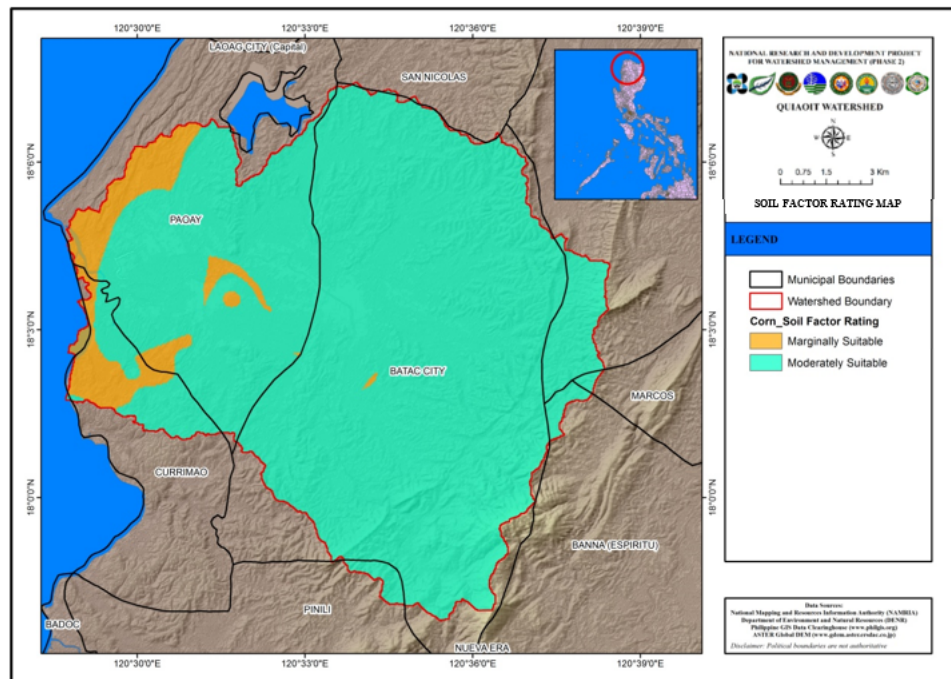 120°30'0"E
120°33'0"E
120°36'0"E
120°39'0"E
LAOAG CITY (Capital)
SAN NICOLAS
PAOAY
BATAC CITY
MARCOS
CURRIMAO
BANNA (ESPIRITU)
PINILI
BADOC
NUEVA ERA
18°6'0"N
18°3'0"N
18°0'0"N
18°6'0"N
18°3'0"N
18°0'0"N
120°30'0"E
120°33'0"E
120°36'0"E
120°39'0"E
NATIONAL RESEARCH AND DEVELOPMENT PROJECT
FOR WATERSHED MANAGEMENT (PHASE 2)
QUIAOIT WATERSHED
N
W
E
S
0 0.75 1.5 3 Km
SOIL FACTOR RATING MAP
LEGEND
Municipal Boundaries
Watershed Boundary
Corn_Soil Factor Rating
Marginally Suitable
Moderately Suitable
Data Sources:
National Mapping and Resources Information Authority (NAMRIA)
Department of Environment and Natural Resources (DENR)
Philippine GIS Data Clearinghouse (www.philgis.org)
ASTER Global DEM (www.gdem.aster.ersdac.co.jp)
Disclaimer: Political boundaries are not authoritative